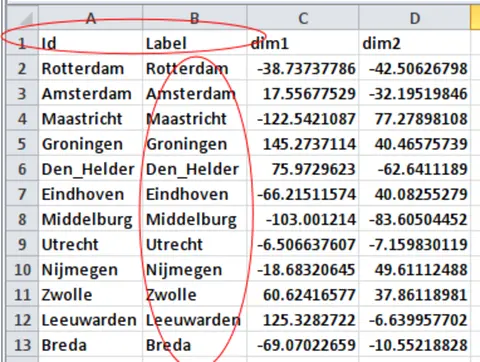 A B C D
1 Id Label dim1 dim2
2 Rotterdam Rotterdam -38.73737786 -42.50626798
3 Amsterdam Amsterdam 17.55677529 -32.19519846
4 Maastricht Maastricht -122.5421087 77.27898108
5 Groningen Groningen 145.2737114 40.46575739
6 Den_Helder Den_Helder 75.9729623 -62.6411189
7 Eindhoven Eindhoven -66.21511574 40.08255279
8 Middelburg Middelburg -103.001214 -83.60504452
9 Utrecht Utrecht -6.506637607 -7.159830119
10 Nijmegen Nijmegen -18.68320645 49.61112488
11 Zwolle Zwolle 60.62416577 37.86118981
12 Leeuwarden Leeuwarden 125.3282722 -6.639957702
13 Breda Breda -69.07022659 -10.55218828